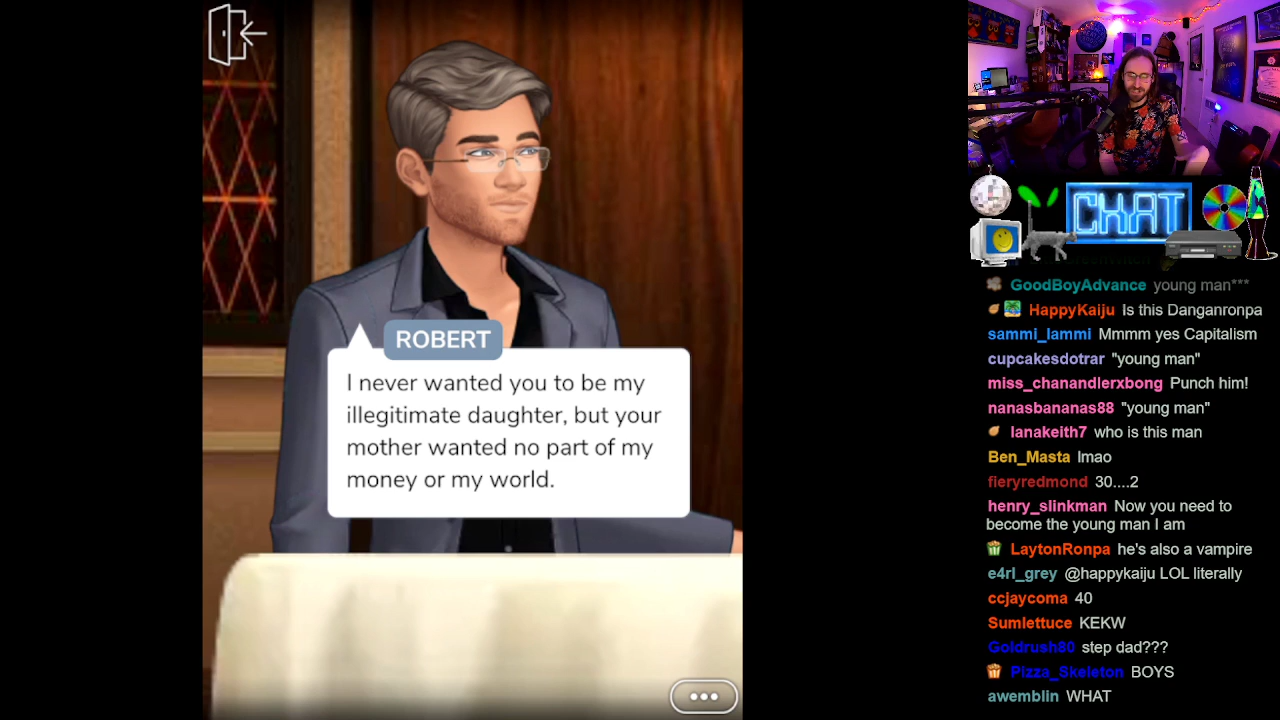 ROBERT
I never wanted you to be my
illegitimate daughter, but your
mother wanted no part of my
money or my world.
CHAT
GoodBoyAdvance young man***
HappyKaiju Is this Danganronpa
sammi_lammi Mmmm yes Capitalism
cupcakesdotrar "young man"
miss_chanandlerxbong Punch him!
nanasbananas88 "young man"
lanakeith7 who is this man
Ben_Masta lmao
fieryredmond 30....2
henry_slinkman Now you need to
become the young man I am
LaytonRonpa he's also a vampire
e4rl_grey @happykaiju LOL literally
ccjaycoma 40
Sumlettuce KEKW
Goldrush80 step dad???
Pizza_Skeleton BOYS
awemblin WHAT